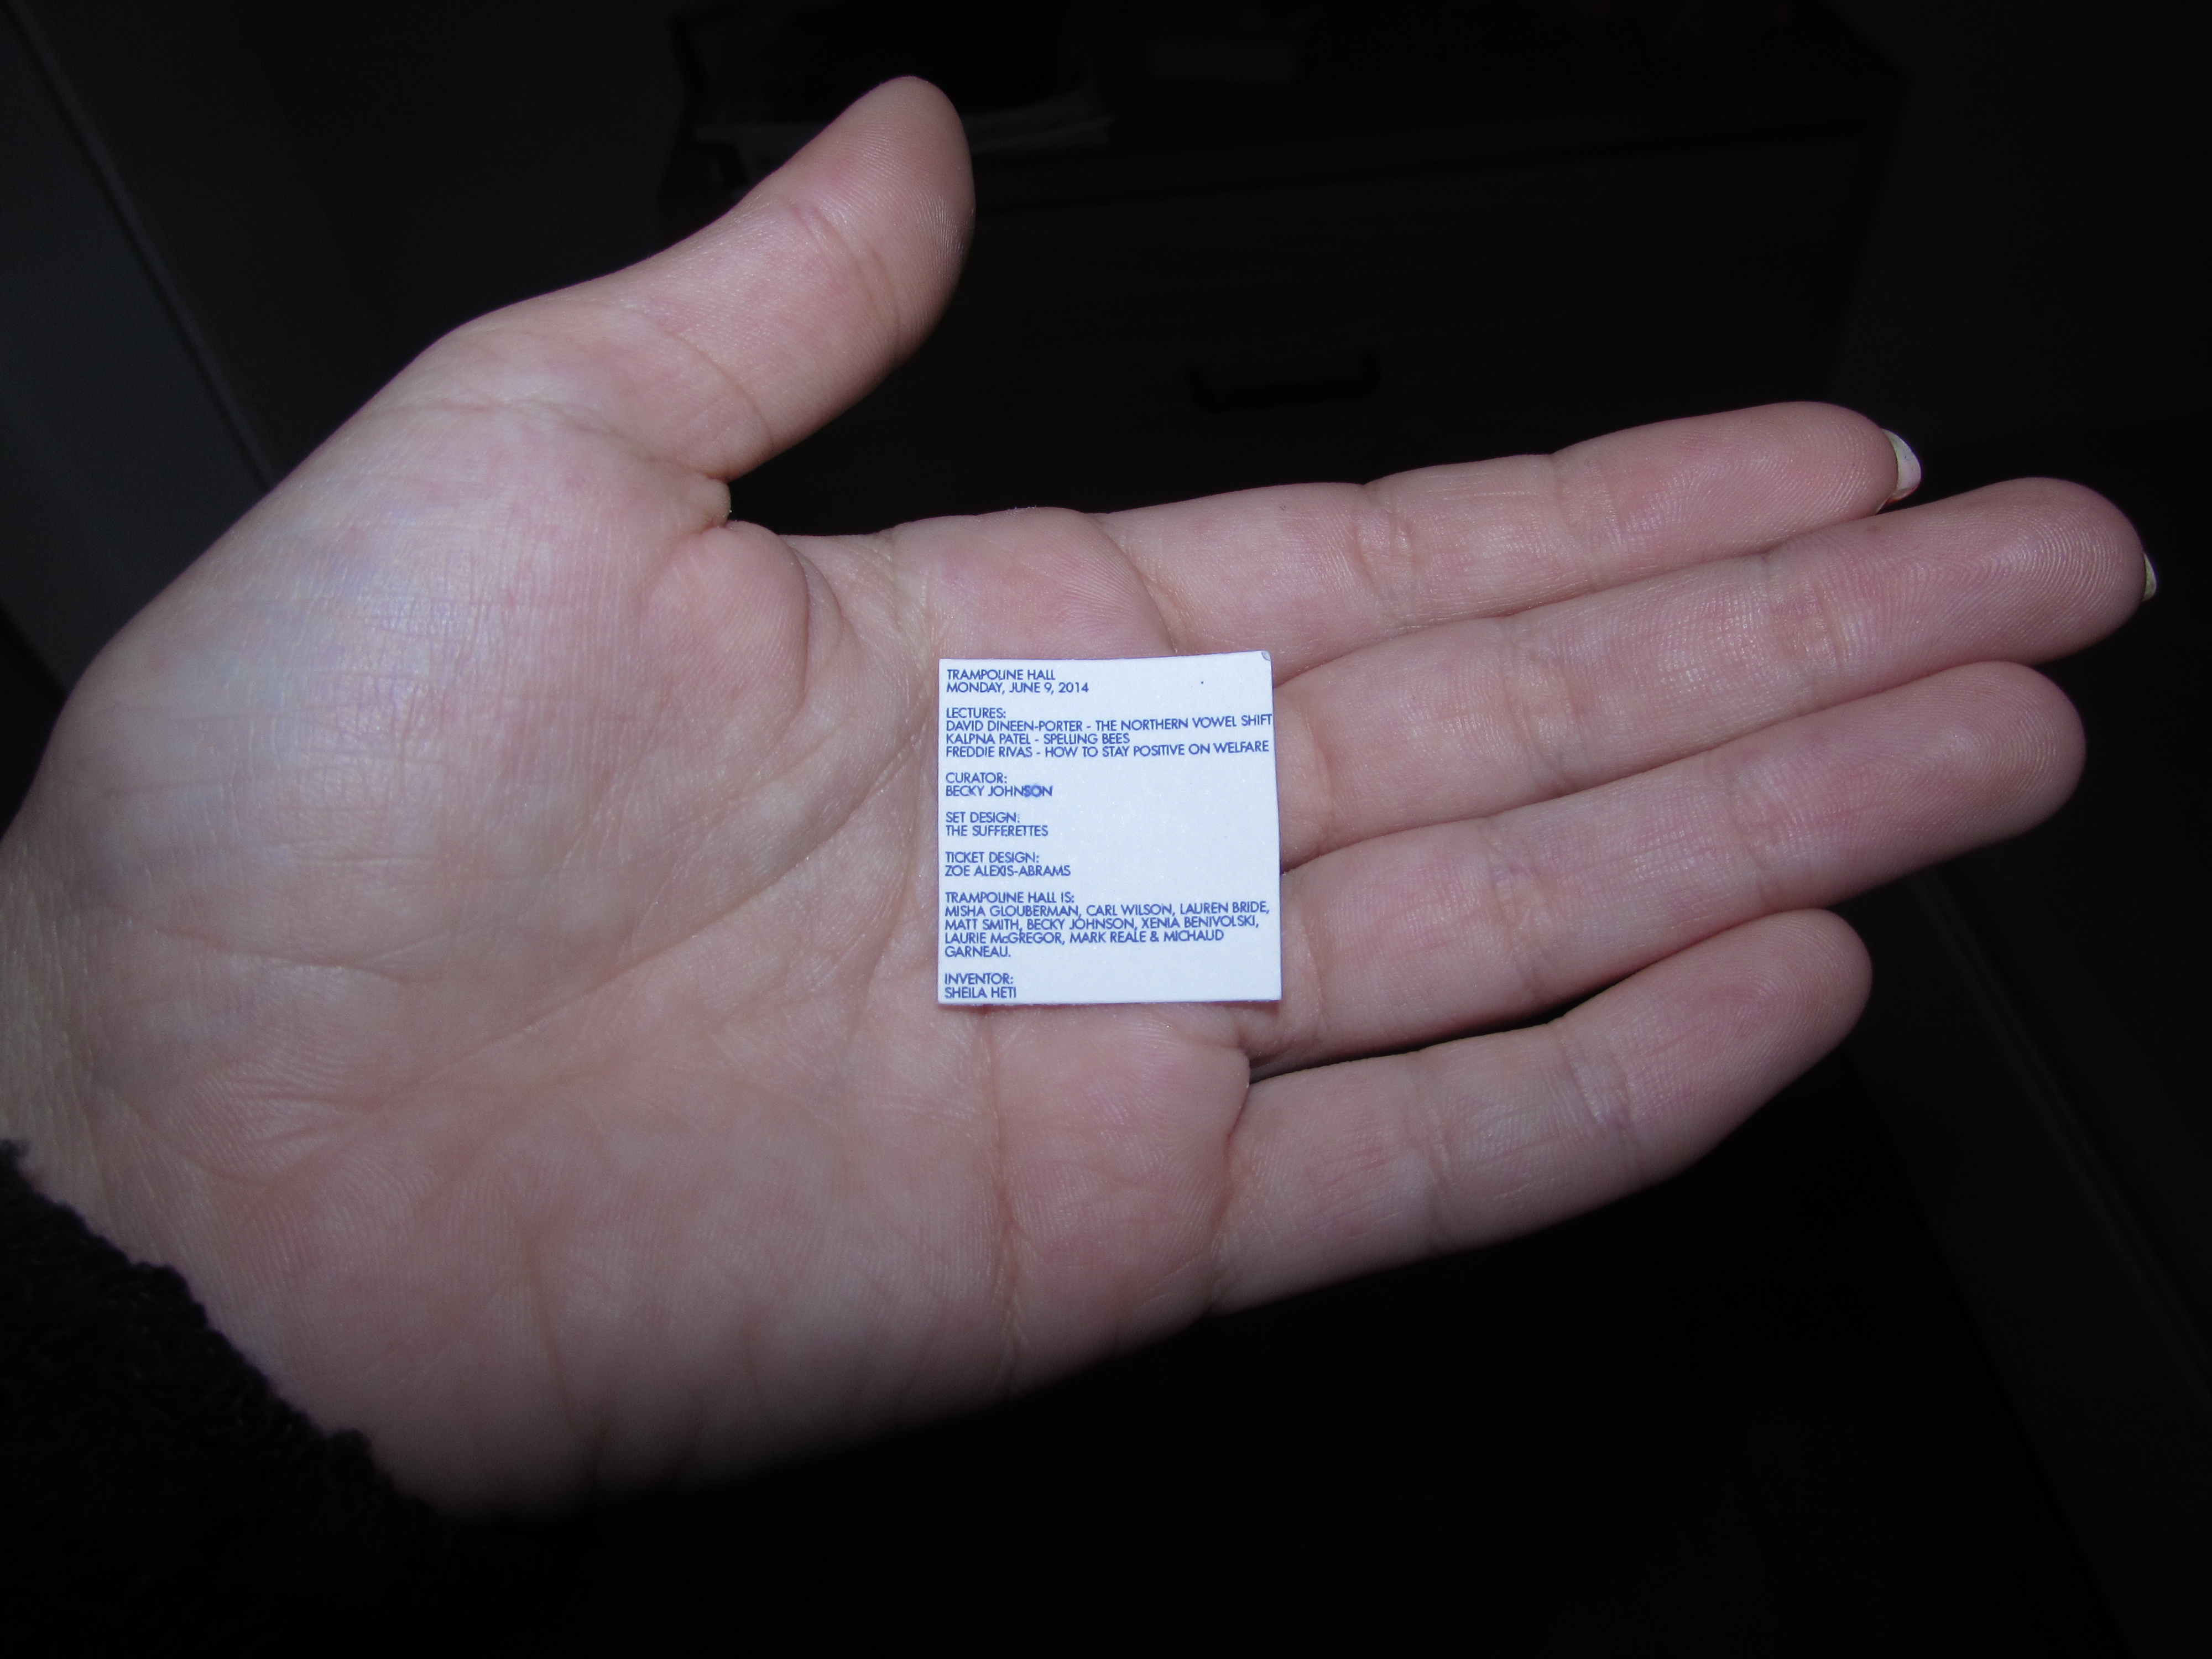 TRAMPOLINE HALL
MONDAY, JUNE 9, 2014
LECTURES:
DAVID DINEEN-PORTER - THE NORTHERN VOWEL SHIFT
KALPNA PATEL - SPELLING BEES
FREDDIE RIVAS - HOW TO STAY POSITIVE ON WELFARE
CURATOR:
BECKY JOHNSON
SET DESIGN:
THE SUFFERETTES
TICKET DESIGN:
ZOE ALEXIS-ABRAMS
TRAMPOLINE HALL IS:
MISHA GLOUBERMAN, CARL WILSON, LAUREN BRIDE,
MATT SMITH, BECKY JOHNSON, XENIA BENIVOLSKI,
LAURIE McGREGOR, MARK REALE & MICHAUD
GARNEAU.
INVENTOR:
SHEILA HETI